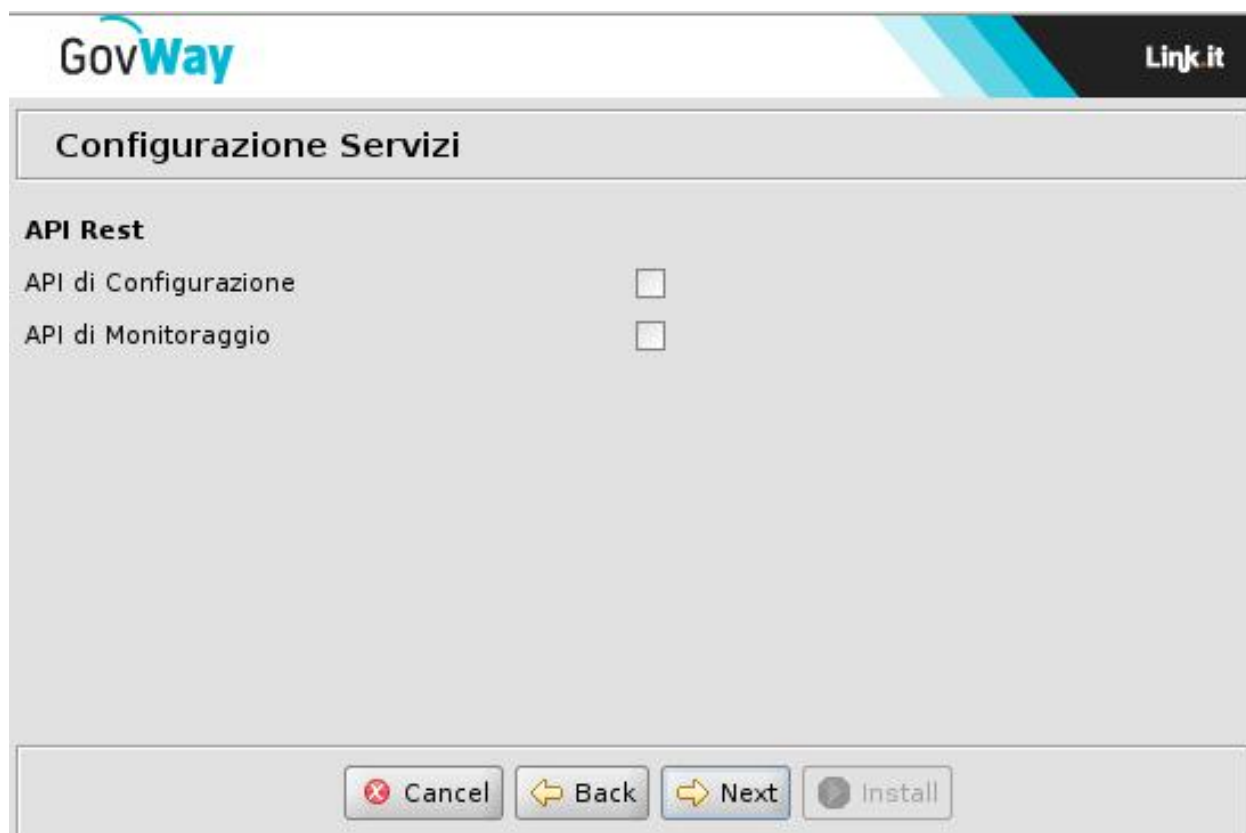 GovWay
Link.it
Configurazione Servizi
API Rest
API di Configurazione
API di Monitoraggio
Cancel Back Next Install